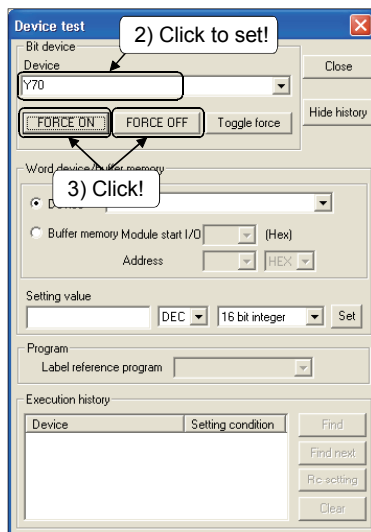 Device test
2) Click to set!
Bit device
Device
Close
Y70
FORCE ON
FORCE OFF
Toggle force
Hide history
3) Click!
Word device/buffer memory
Device
Buffer memory Module start I/O
(Hex)
Address
HEX
Setting value
DEC
16 bit integer
Set
Program
Label reference program
Execution history
Device
Setting condition
Find
Find next
Re setting
Clear